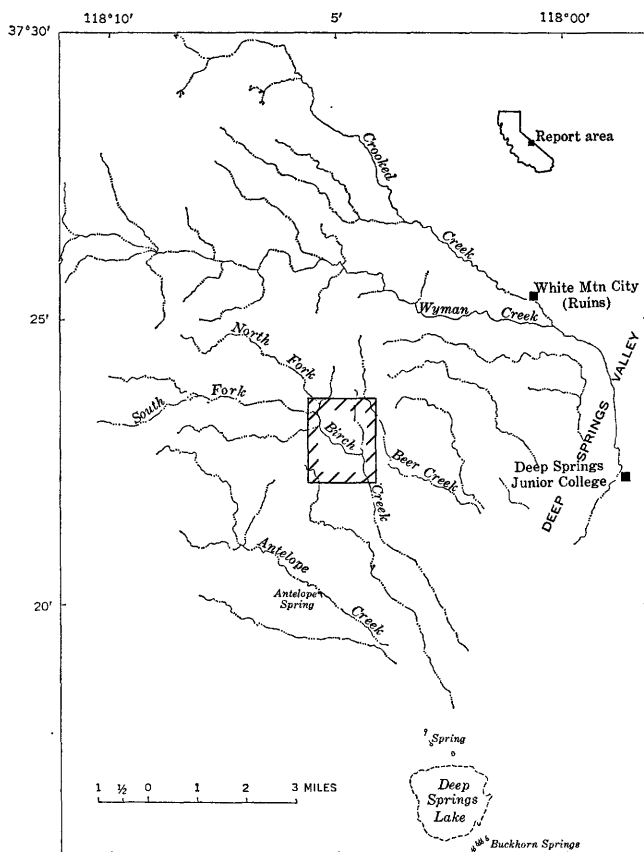 118°10'
5'
118°00'
37°30'
Report area
Crooked
Creek
White Mtn City
(Ruins)
25'
Wyman
Creek
North
Fork
South
Fork
Birch
Creek
Beer Creek
DEEP SPRINGS VALLEY
Deep Springs
Junior College
Antelope
Creek
Antelope
Spring
20'
Spring
Deep
Springs
Lake
Buckhorn Springs
1 ½ 0 1 2 3 MILES